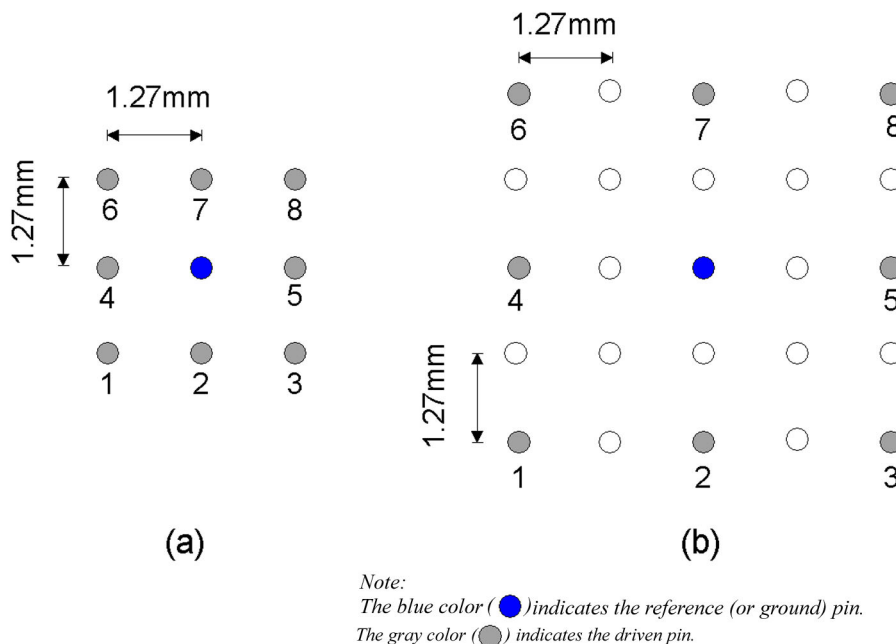 1.27mm
1.27mm
1.27mm
6 7 8
4 5
1 2 3
(a)
6 7 8
4 5
1.27mm
1 2 3
(b)
Note:
The blue color ( ) indicates the reference (or ground) pin.
The gray color ( ) indicates the driven pin.